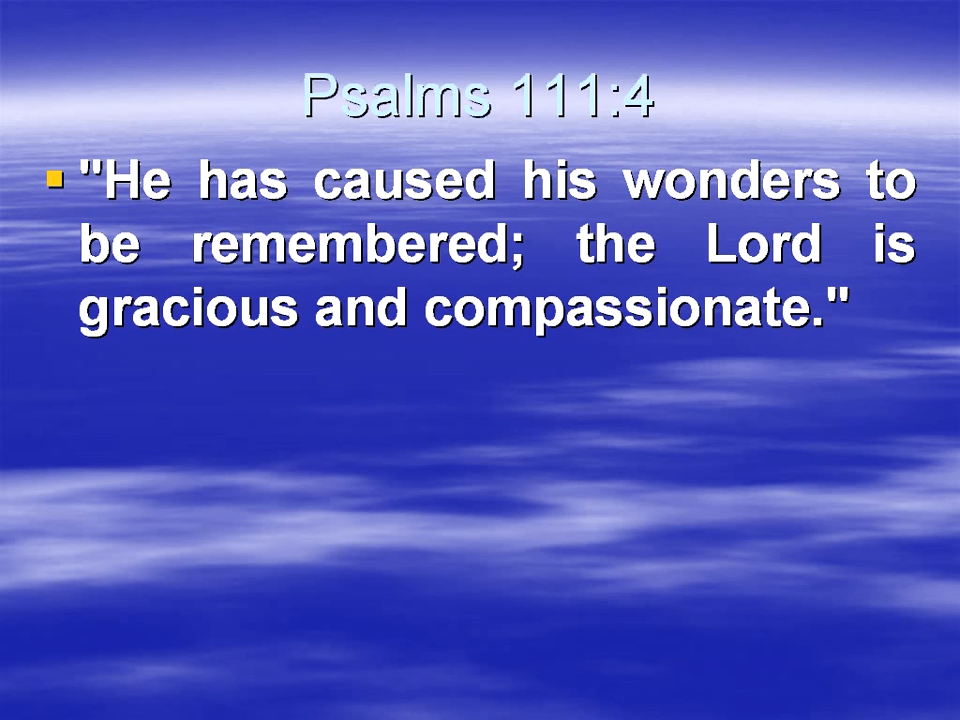 Psalms 111:4
"He has caused his wonders to
be remembered; the Lord is
gracious and compassionate."